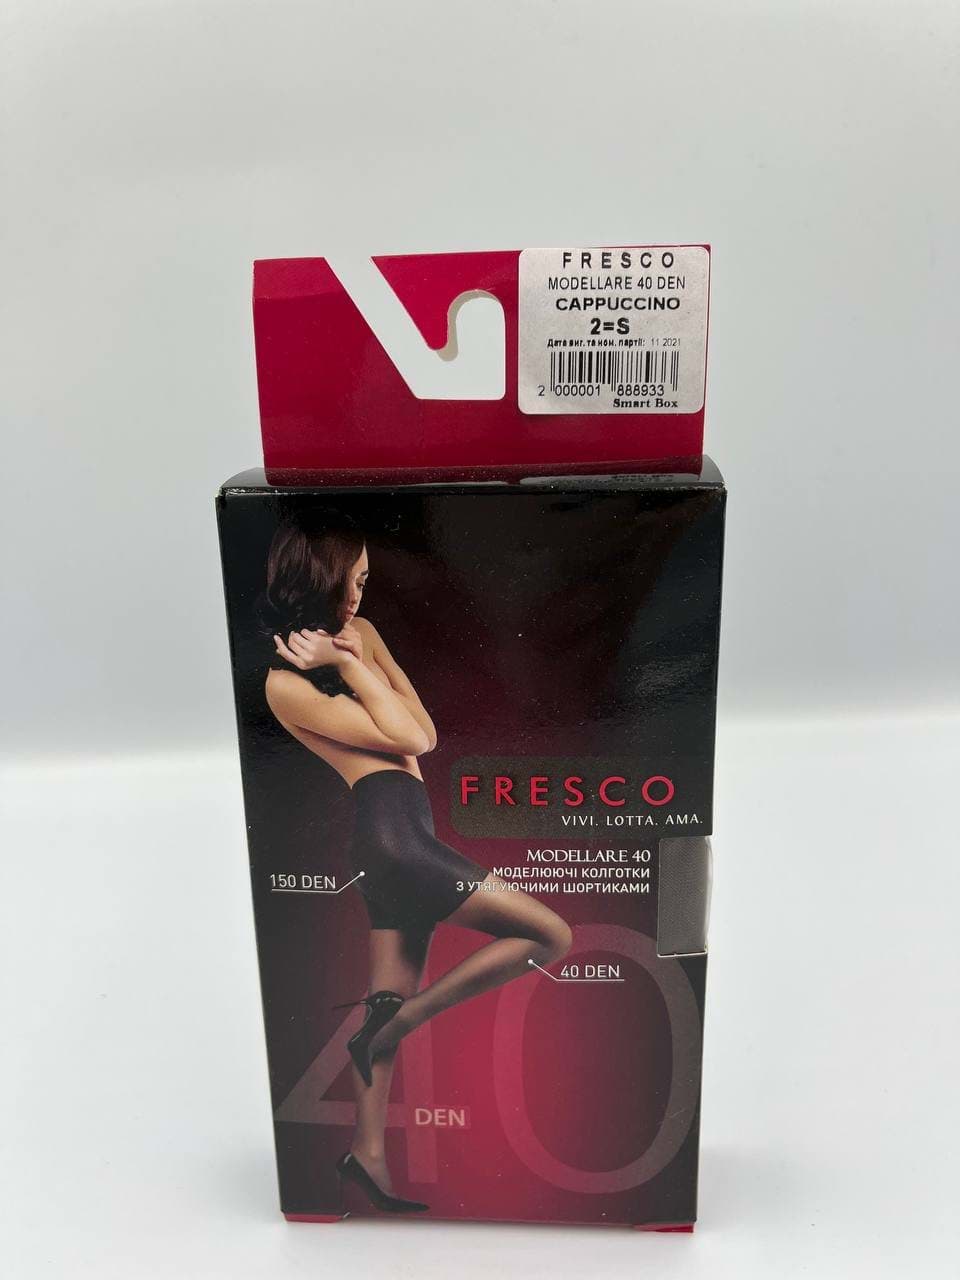 FRESCO
MODELLARE 40 DEN
CAPPUCCINO
2=S
Дата виг. та ном. партії: 11 2021
2 000001 888933
Smart Box
FRESCO
VIVI. LOTTA. AMA.
MODELLARE 40
МОДЕЛЮЮЧІ КОЛГОТКИ
З УТЯГУЮЧИМИ ШОРТИКАМИ
150 DEN
40 DEN
40
DEN